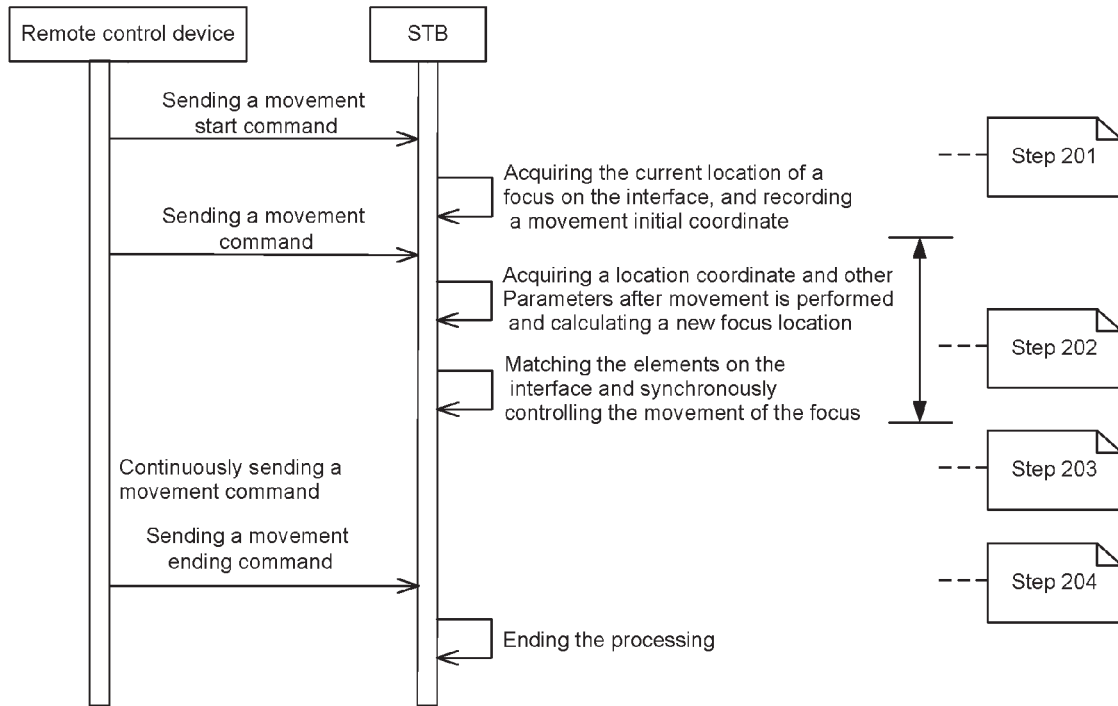 Remote control device
STB
Sending a movement
start command
Step 201
Acquiring the current location of a
focus on the interface, and recording
a movement initial coordinate
Sending a movement
command
Acquiring a location coordinate and other
Parameters after movement is performed
and calculating a new focus location
Step 202
Matching the elements on the
interface and synchronously
controlling the movement of the focus
Continuously sending a
movement command
Step 203
Sending a movement
ending command
Step 204
Ending the processing